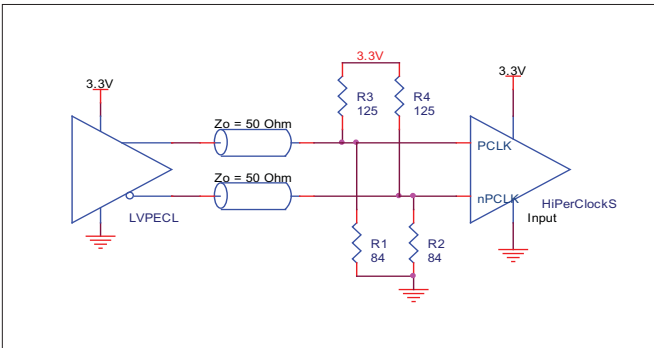 3.3V
3.3V
3.3V
R3
125
R4
125
Zo = 50 Ohm
PCLK
Zo = 50 Ohm
nPCLK
HiPerClockS
Input
LVPECL
R1
84
R2
84